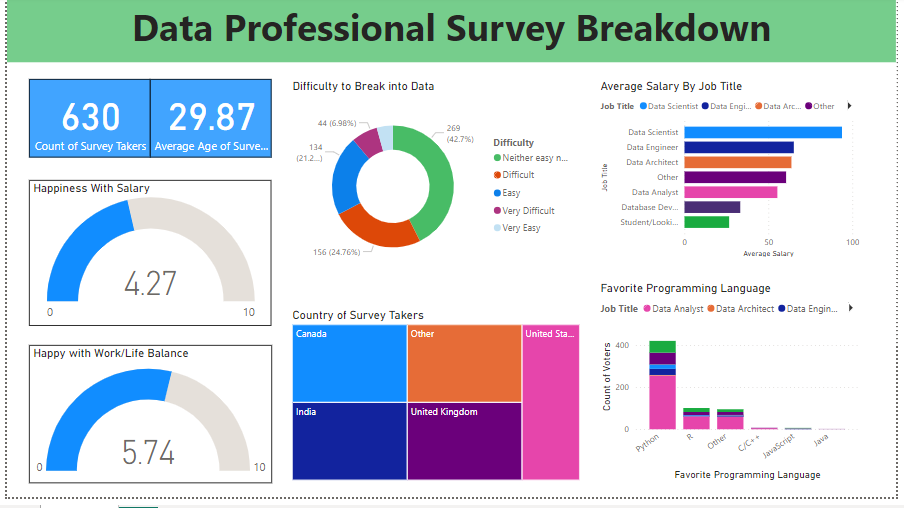 Data Professional Survey Breakdown
630
Count of Survey Takers
29.87
Average Age of Surve...
Happiness With Salary
4.27
0
10
Happy with Work/Life Balance
5.74
0
10
Difficulty to Break into Data
44 (6.98%)
269
(42.7%)
134
(21.2...)
156 (24.76%)
Difficulty
Neither easy n...
Difficult
Easy
Very Difficult
Very Easy
Country of Survey Takers
Canada
Other
United Sta...
India
United Kingdom
Average Salary By Job Title
Job Title Data Scientist Data Engi... Data Arc... Other
Job Title
Data Scientist
Data Engineer
Data Architect
Other
Data Analyst
Database Dev...
Student/Looki...
0 50 100
Average Salary
Favorite Programming Language
Job Title Data Analyst Data Architect Data Engin...
Count of Voters
400
200
0
Python R Other C/C++ JavaScript Java
Favorite Programming Language